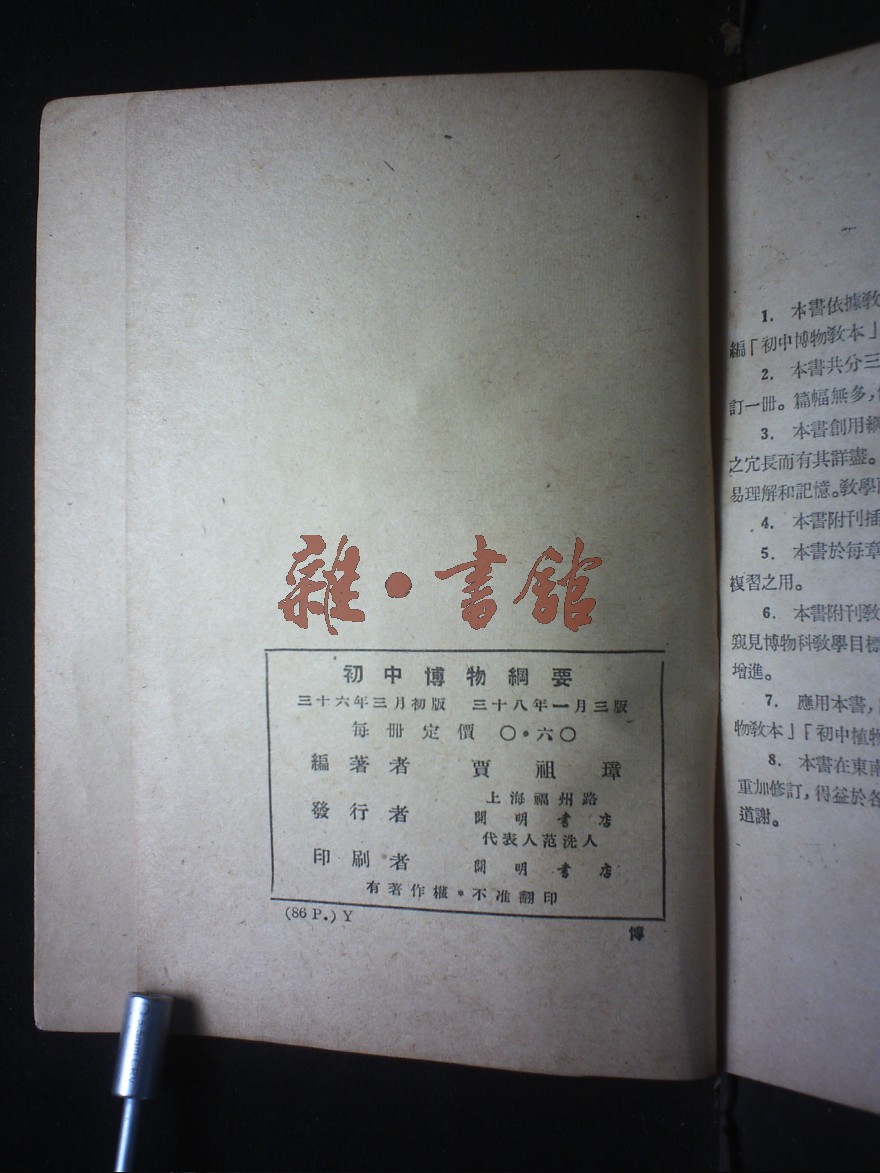 雜•書館
初中博物綱要
三十六年三月初版 三十八年一月三版
每冊定價 〇・六〇
編著者 賈祖璋
發行者 上海福州路
開明書店
代表人范洗人
印刷者 開明書店
有著作權*不准翻印
(86 P.) Y
博
1. 本書依據敎
編「初中博物敎本」
2. 本書共分三
訂一冊。篇幅無多,
3. 本書創用綱
之冗長而有其詳盡。
易理解和記憶。敎學
4. 本書附刊插
5. 本書於每章
複習之用。
6. 本書附刊敎
窺見博物科敎學目標
增進。
7. 應用本書,
物敎本」「初中植物
8. 本書在東南
重加修訂,得益於各
道謝。